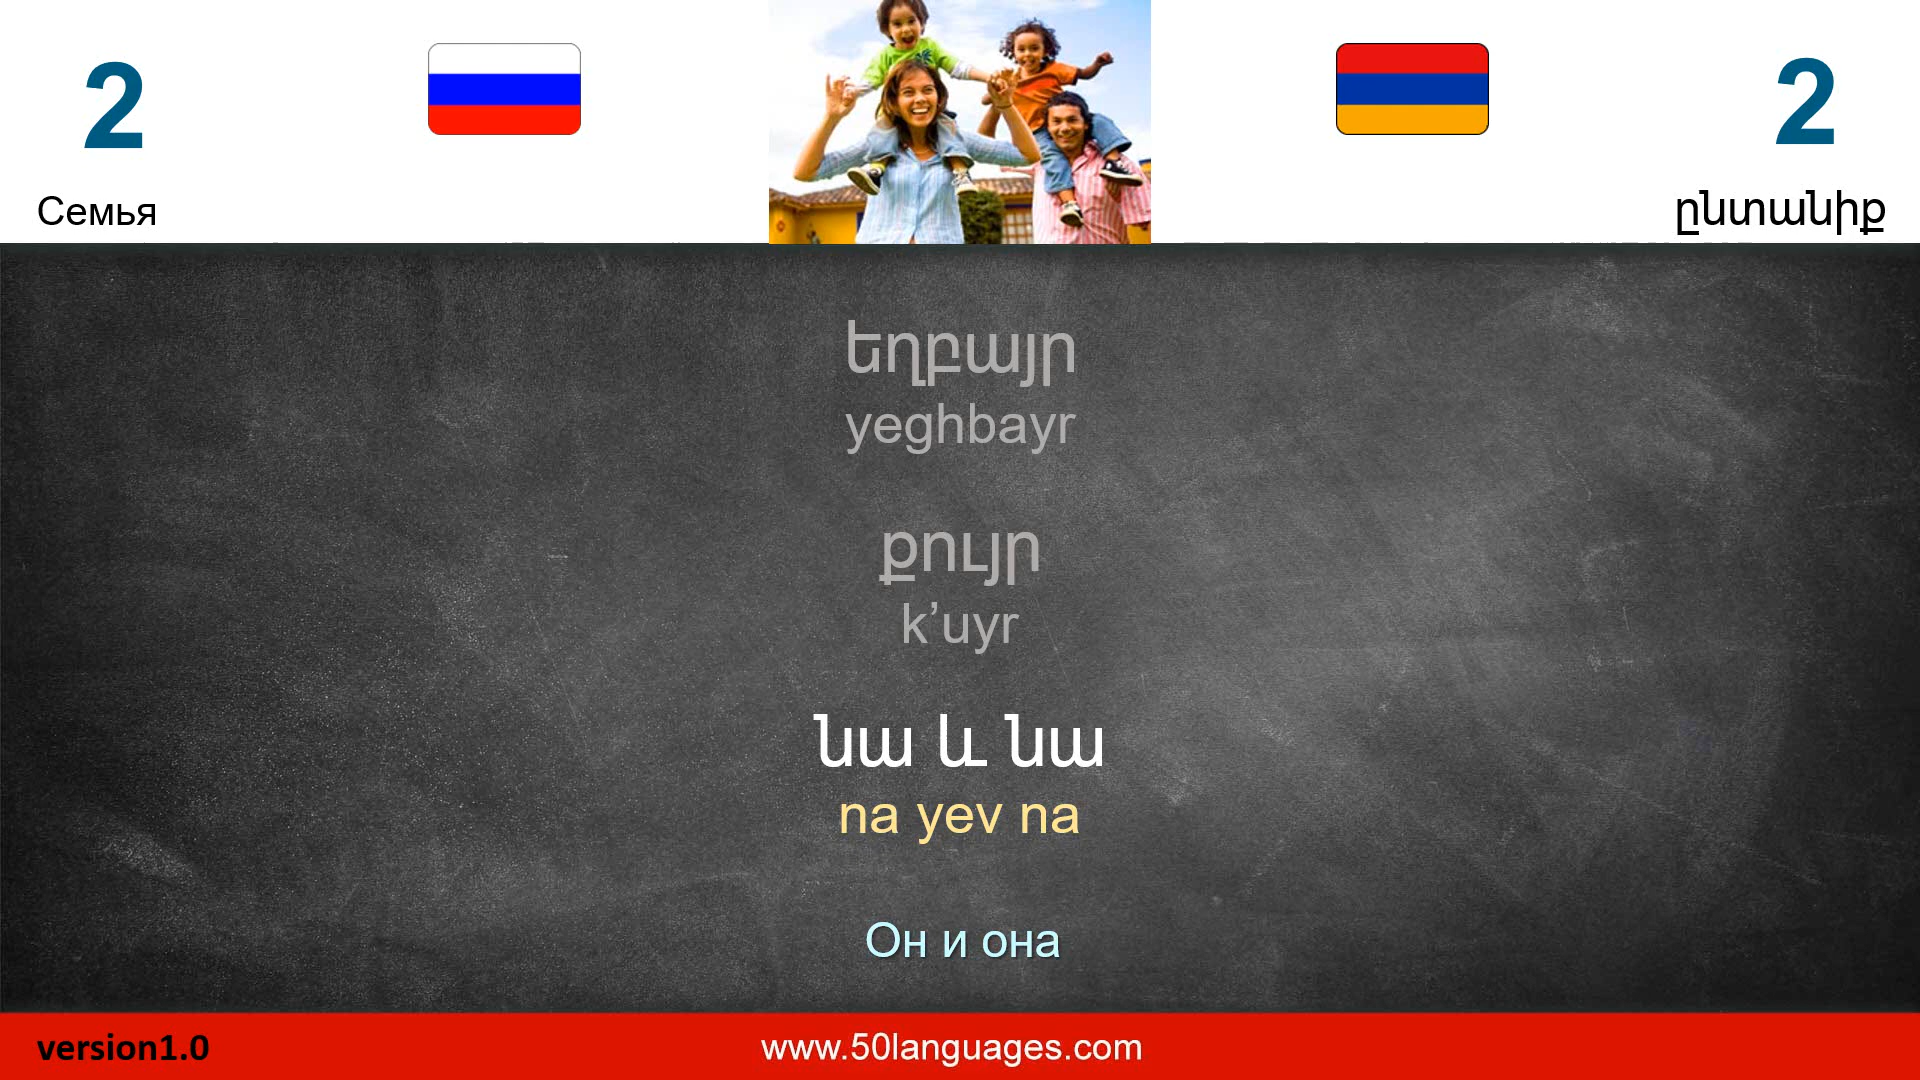 2
2
Семья
ընտանիք
եղբայր
yeghbayr
քույր
k’uyr
նա և նա
na yev na
Он и она
version1.0
www.50languages.com